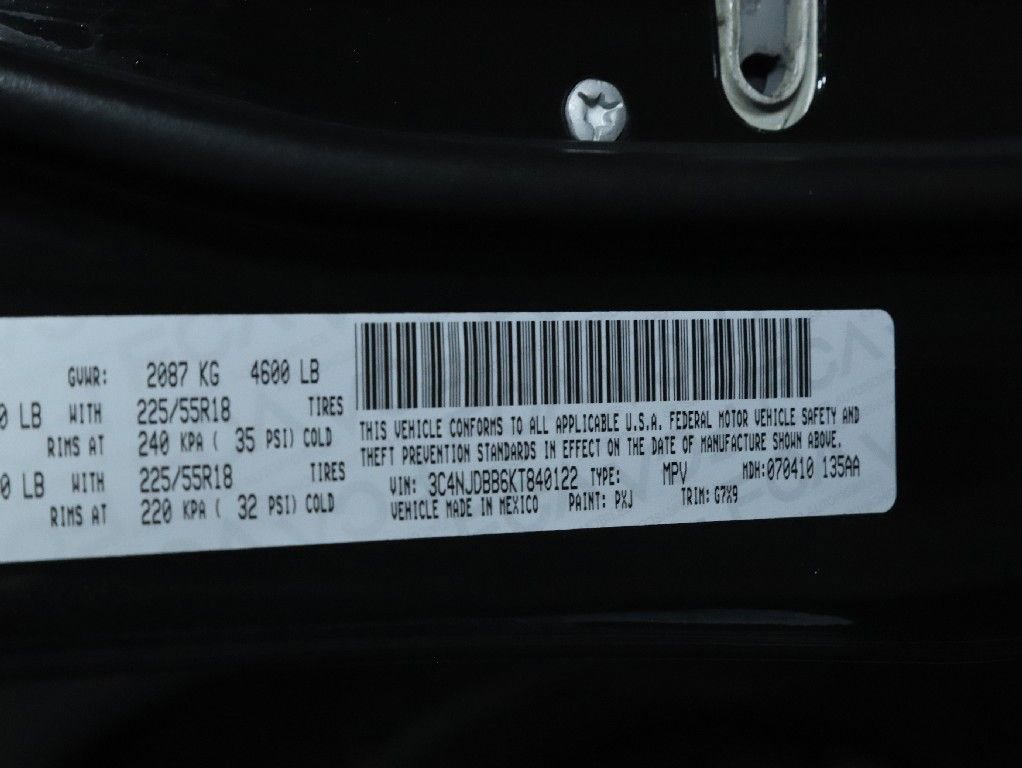 GVWR: 2087 KG 4600 LB
0 LB WITH 225/55R18 TIRES
RIMS AT 240 KPA ( 35 PSI) COLD
0 LB WITH 225/55R18 TIRES
RIMS AT 220 KPA ( 32 PSI) COLD
THIS VEHICLE CONFORMS TO ALL APPLICABLE U.S.A. FEDERAL MOTOR VEHICLE SAFETY AND
THEFT PREVENTION STANDARDS IN EFFECT ON THE DATE OF MANUFACTURE SHOWN ABOVE.
VIN: 3C4NJDBB6KT840122 TYPE: MPV MDH: 070410 135AA
VEHICLE MADE IN MEXICO PAINT: PXJ TRIM: G7X9